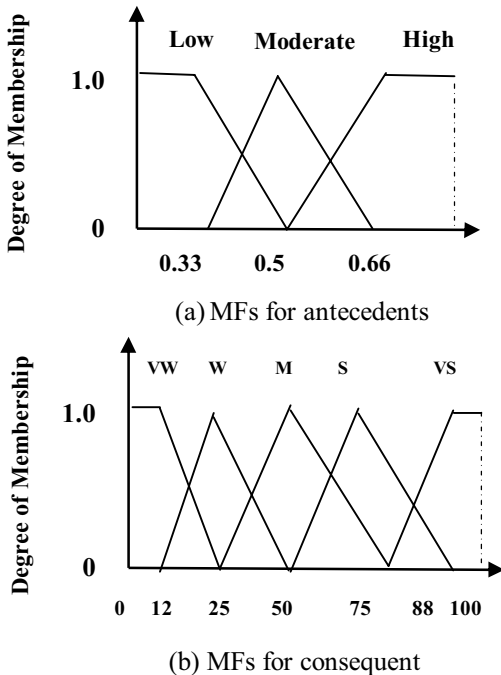 Low Moderate High
Degree of Membership
1.0
0
0.33 0.5 0.66
(a) MFs for antecedents
VW W M S VS
Degree of Membership
1.0
0
0 12 25 50 75 88 100
(b) MFs for consequent